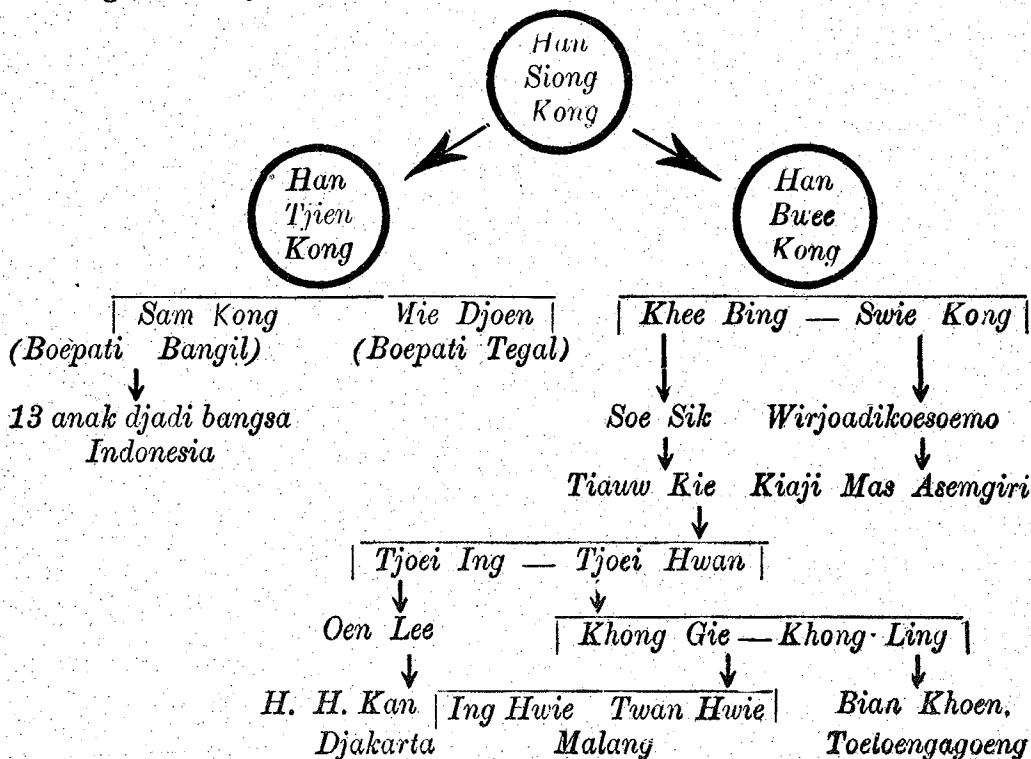 Han
Siong
Kong
Han
Tjien
Kong
Han
Bwee
Kong
Sam Kong Mie Djoen Khee Bing — Swie Kong
(Boepati Bangil) (Boepati Tegal)
13 anak djadi bangsa Soe Sik Wirjoadikoesoemo
Indonesia
Tiauw Kie Kiaji Mas Asemgiri
Tjoei Ing — Tjoei Hwan
Oen Lee Khong Gie — Khong Ling
H. H. Kan Ing Hwie Twan Hwie Bian Khoen,
Djakarta Malang Toeloengagoeng